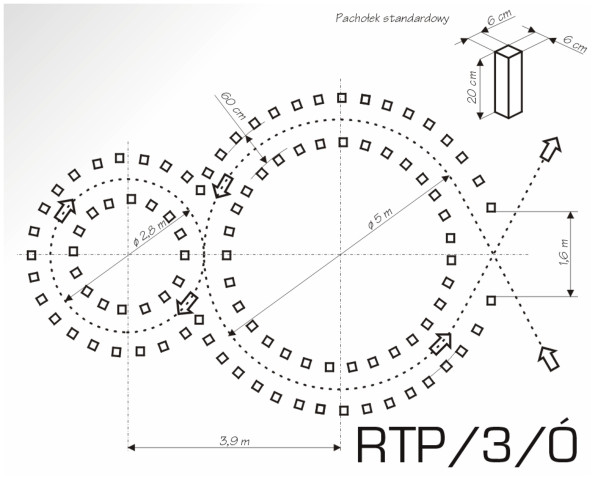 Pachołek standardowy
6 cm
6 cm
20 cm
60 cm
ø 2,8 m
ø 5 m
1,6 m
3,9 m
RTP/3/Ó